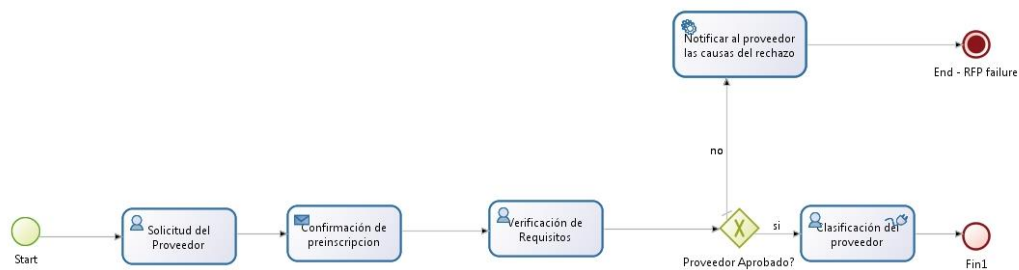 Notificar al proveedor
las causas del rechazo
End - RFP failure
no
Solicitud del
Proveedor
Confirmación de
preinscripcion
Verificación de
Requisitos
si
Clasificación del
proveedor
Start
Proveedor Aprobado?
Fin1